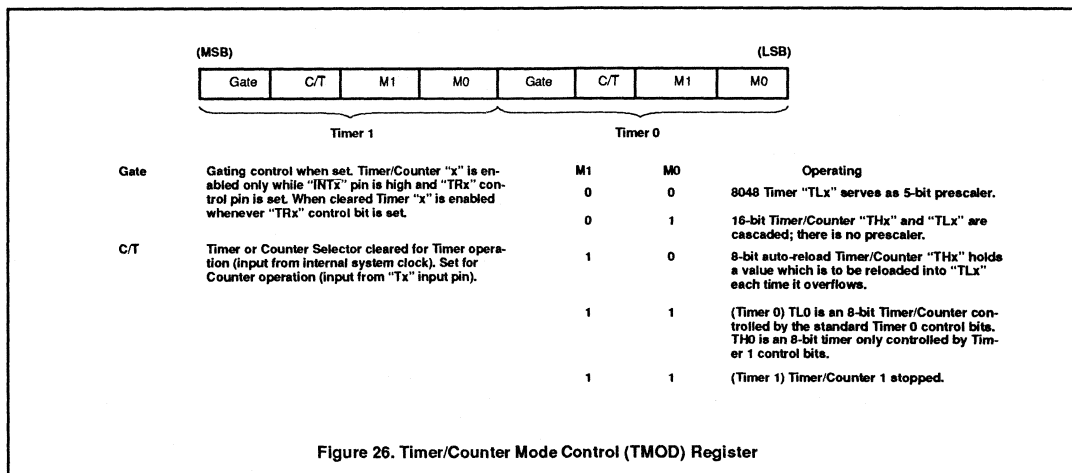 (MSB) (LSB)
Gate C/T M1 M0 Gate C/T M1 M0
Timer 1 Timer 0
Gate Gating control when set. Timer/Counter “x” is en-
abled only while “INTx” pin is high and “TRx” con-
trol pin is set. When cleared Timer “x” is enabled
whenever “TRx” control bit is set.
C/T Timer or Counter Selector cleared for Timer opera-
tion (input from internal system clock). Set for
Counter operation (input from “Tx” input pin).
M1 M0 Operating
0 0 8048 Timer “TLx” serves as 5-bit prescaler.
0 1 16-bit Timer/Counter “THx” and “TLx” are
cascaded; there is no prescaler.
1 0 8-bit auto-reload Timer/Counter “THx” holds
a value which is to be reloaded into “TLx”
each time it overflows.
1 1 (Timer 0) TL0 is an 8-bit Timer/Counter con-
trolled by the standard Timer 0 control bits.
TH0 is an 8-bit timer only controlled by Tim-
er 1 control bits.
1 1 (Timer 1) Timer/Counter 1 stopped.
Figure 26. Timer/Counter Mode Control (TMOD) Register